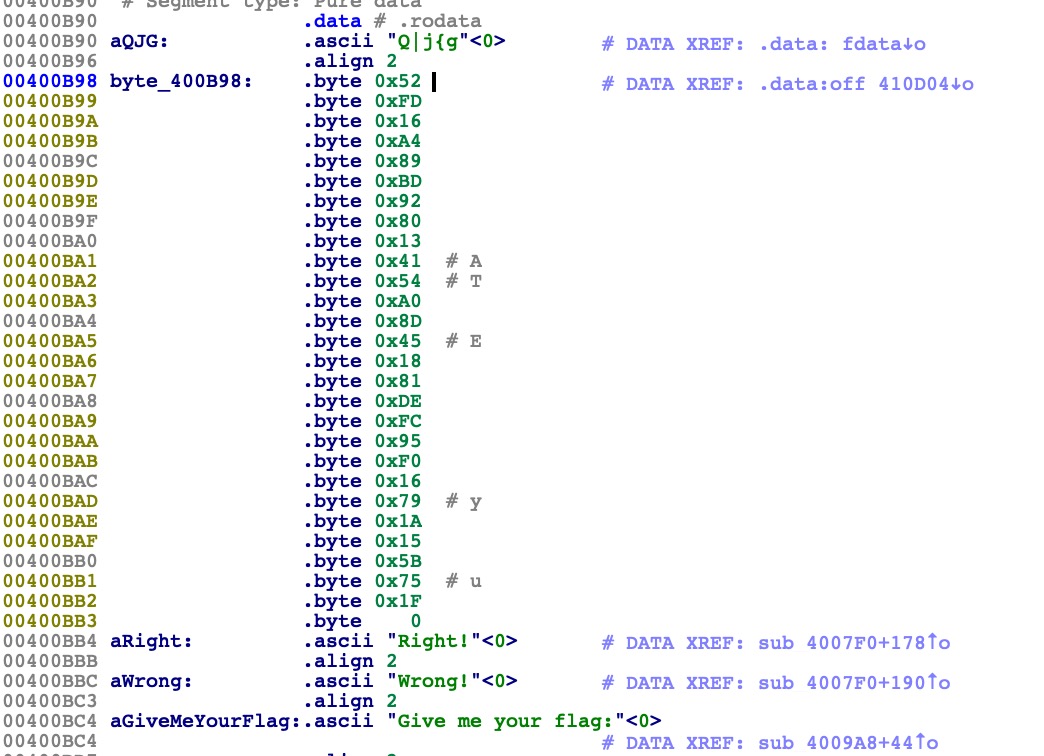 00400B90 # Segment type: Pure data
00400B90 .data # .rodata
00400B90 aQJG: .ascii "Q|j{g"<0> # DATA XREF: .data: fdata↓o
00400B96 .align 2
00400B98 byte_400B98: .byte 0x52 # DATA XREF: .data:off 410D04↓o
00400B99 .byte 0xFD
00400B9A .byte 0x16
00400B9B .byte 0xA4
00400B9C .byte 0x89
00400B9D .byte 0xBD
00400B9E .byte 0x92
00400B9F .byte 0x80
00400BA0 .byte 0x13
00400BA1 .byte 0x41 # A
00400BA2 .byte 0x54 # T
00400BA3 .byte 0xA0
00400BA4 .byte 0x8D
00400BA5 .byte 0x45 # E
00400BA6 .byte 0x18
00400BA7 .byte 0x81
00400BA8 .byte 0xDE
00400BA9 .byte 0xFC
00400BAA .byte 0x95
00400BAB .byte 0xF0
00400BAC .byte 0x16
00400BAD .byte 0x79 # y
00400BAE .byte 0x1A
00400BAF .byte 0x15
00400BB0 .byte 0x5B
00400BB1 .byte 0x75 # u
00400BB2 .byte 0x1F
00400BB3 .byte 0
00400BB4 aRight: .ascii "Right!"<0> # DATA XREF: sub 4007F0+178↑o
00400BBB .align 2
00400BBC aWrong: .ascii "Wrong!"<0> # DATA XREF: sub 4007F0+190↑o
00400BC3 .align 2
00400BC4 aGiveMeYourFlag:.ascii "Give me your flag:"<0>
00400BC4 # DATA XREF: sub 4009A8+44↑o